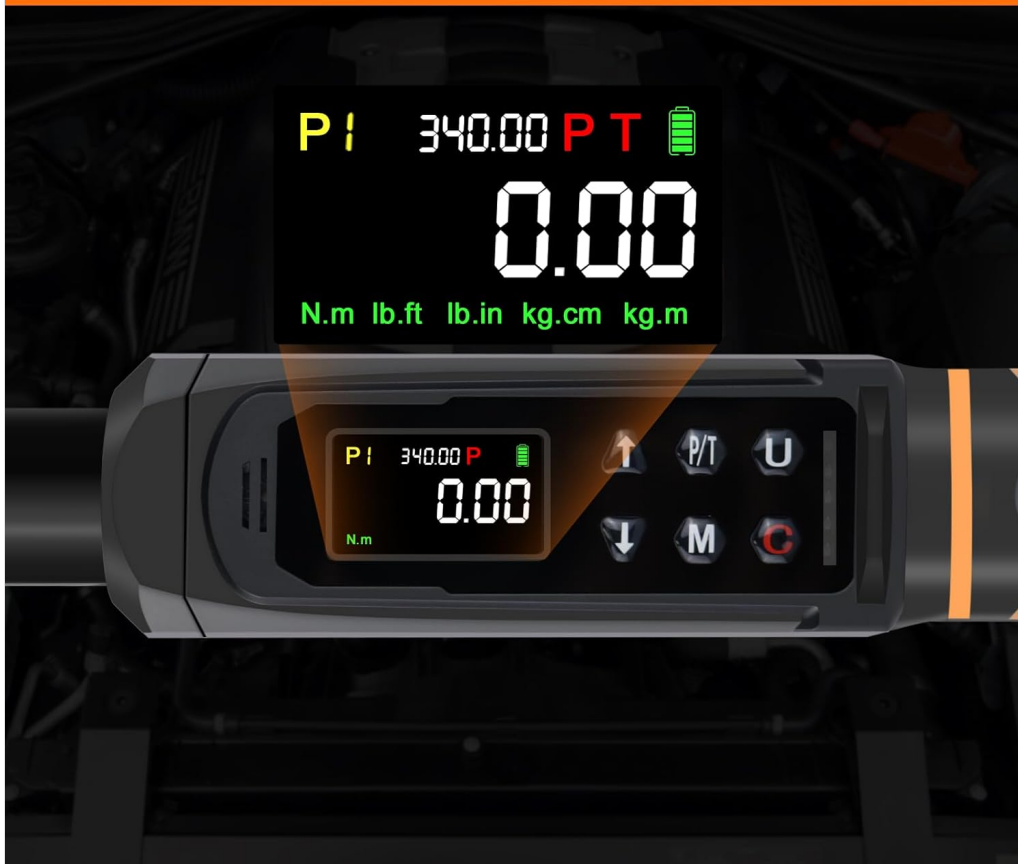 P1 340.00 P T
0.00
N.m lb.ft lb.in kg.cm kg.m
P1 340.00 P
0.00
N.m
↑ P/T U
↓ M C